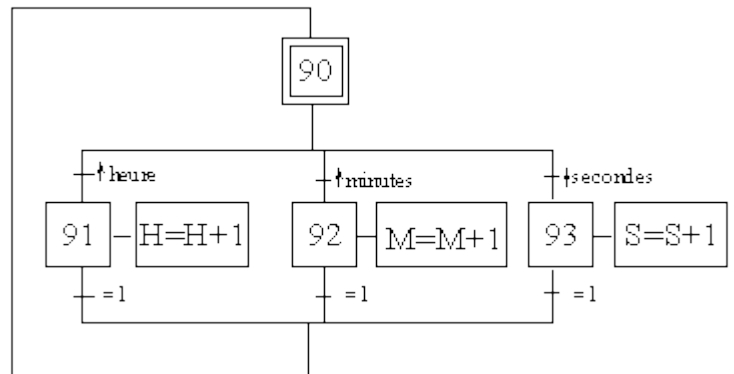 90
↑ heure
↑ minutes
↑ secondes
91
H=H+1
92
M=M+1
93
S=S+1
=1
=1
=1